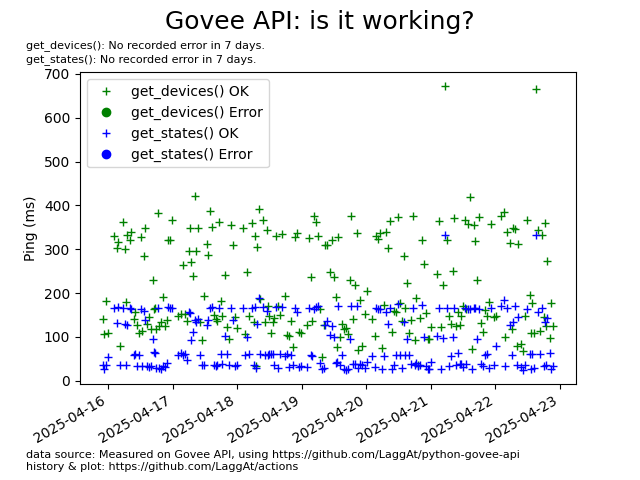 Govee API: is it working?
get_devices(): No recorded error in 7 days.
get_states(): No recorded error in 7 days.
700
600
500
400
300
200
100
0
Ping (ms)
get_devices() OK
get_devices() Error
get_states() OK
get_states() Error
2025-04-16
2025-04-17
2025-04-18
2025-04-19
2025-04-20
2025-04-21
2025-04-22
2025-04-23
data source: Measured on Govee API, using https://github.com/LaggAt/python-govee-api
history & plot: https://github.com/LaggAt/actions